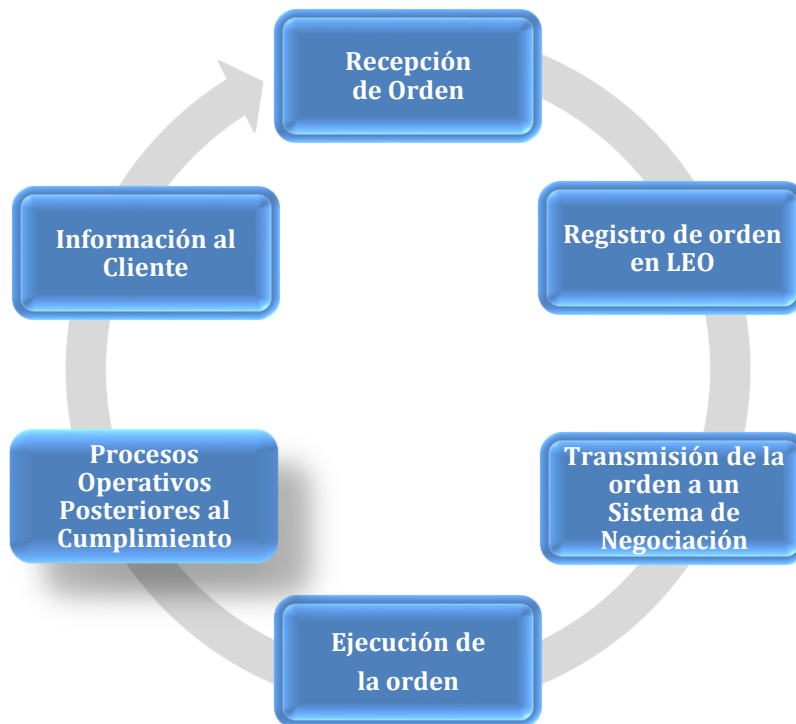 Recepción
de Orden
Registro de orden
en LEO
Transmisión de la
orden a un
Sistema de
Negociación
Ejecución de
la orden
Procesos
Operativos
Posteriores al
Cumplimiento
Información al
Cliente